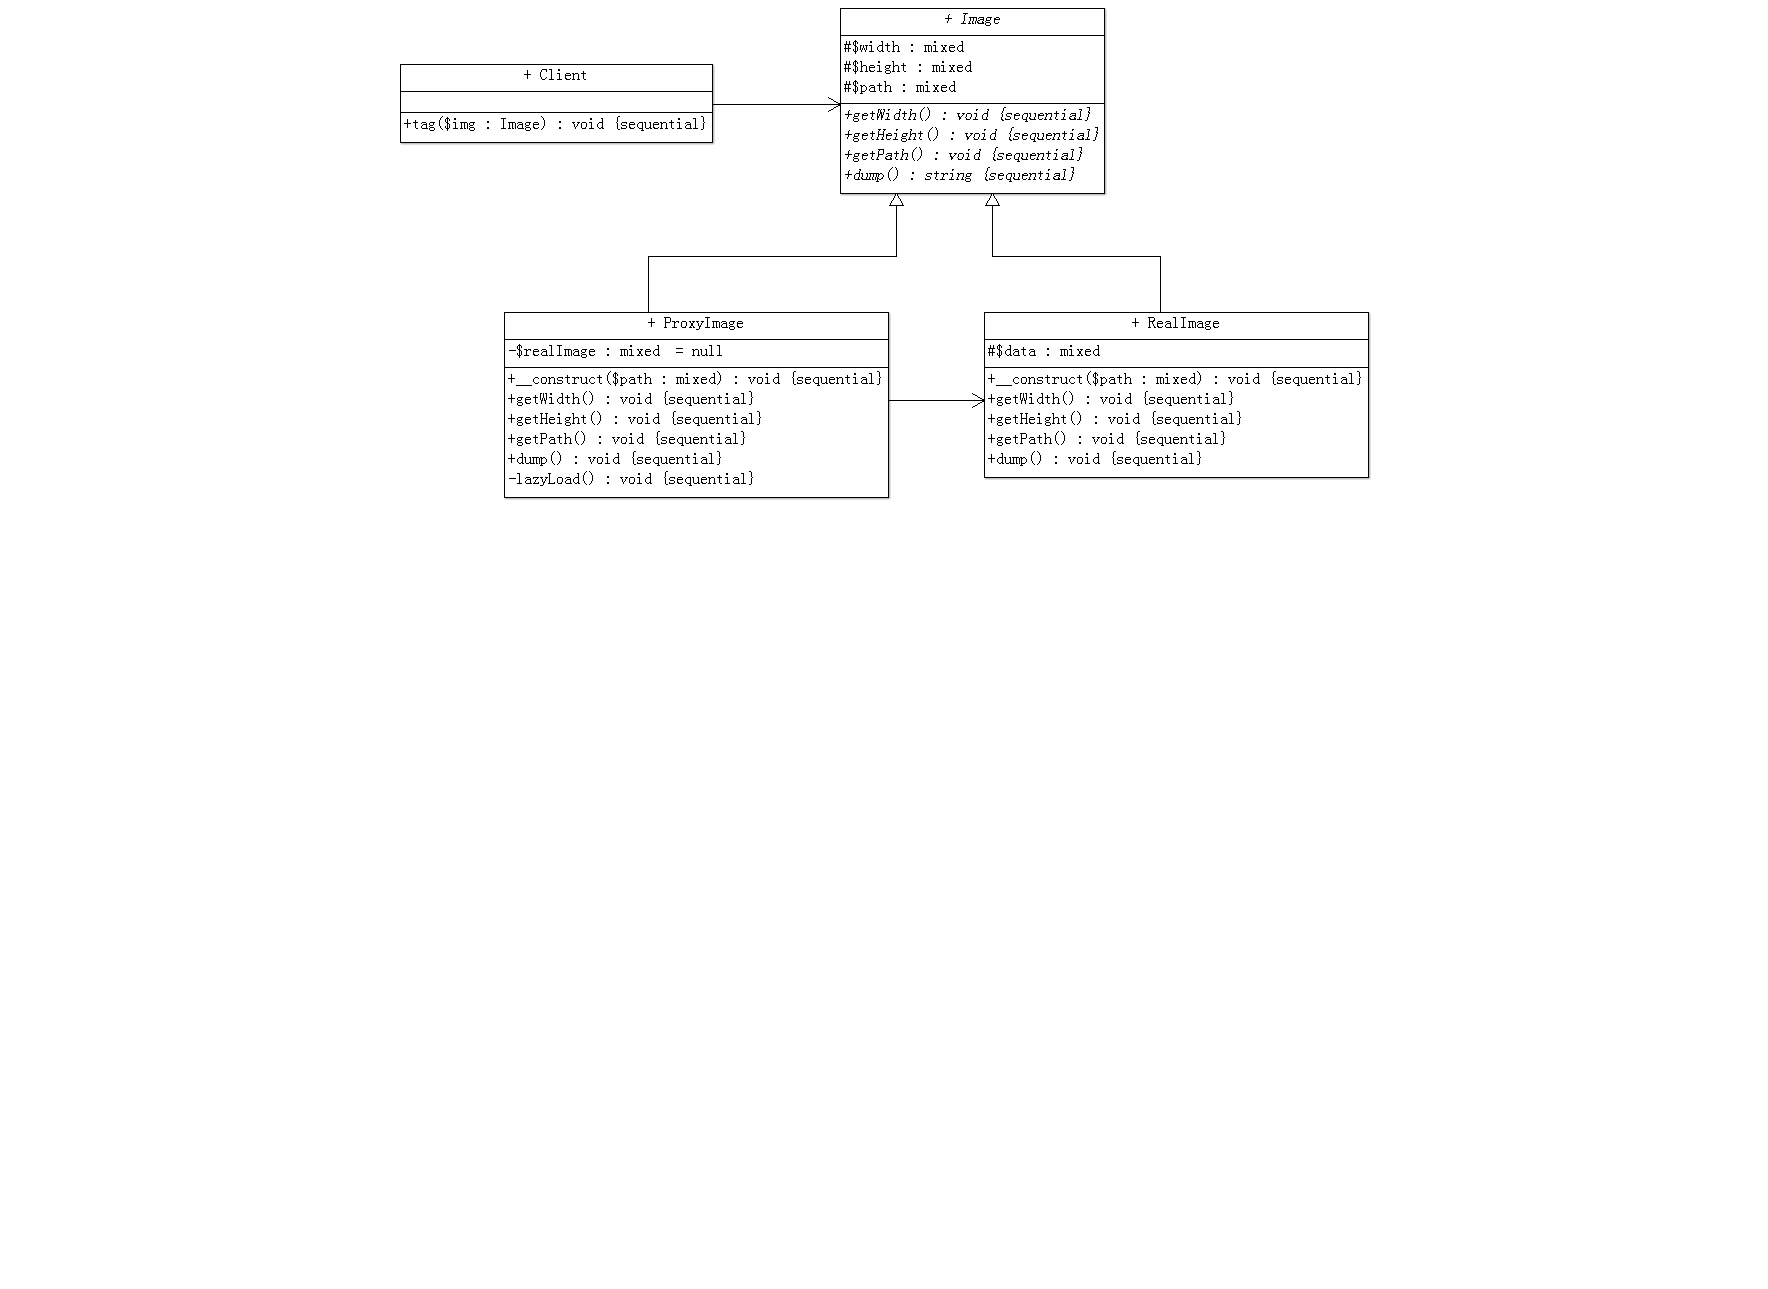 + Image
#$width : mixed
#$height : mixed
#$path : mixed
+getWidth() : void {sequential}
+getHeight() : void {sequential}
+getPath() : void {sequential}
+dump() : string {sequential}
+ Client
+tag($img : Image) : void {sequential}
+ ProxyImage
-$realImage : mixed = null
+__construct($path : mixed) : void {sequential}
+getWidth() : void {sequential}
+getHeight() : void {sequential}
+getPath() : void {sequential}
+dump() : void {sequential}
-lazyLoad() : void {sequential}
+ RealImage
#$data : mixed
+__construct($path : mixed) : void {sequential}
+getWidth() : void {sequential}
+getHeight() : void {sequential}
+getPath() : void {sequential}
+dump() : void {sequential}